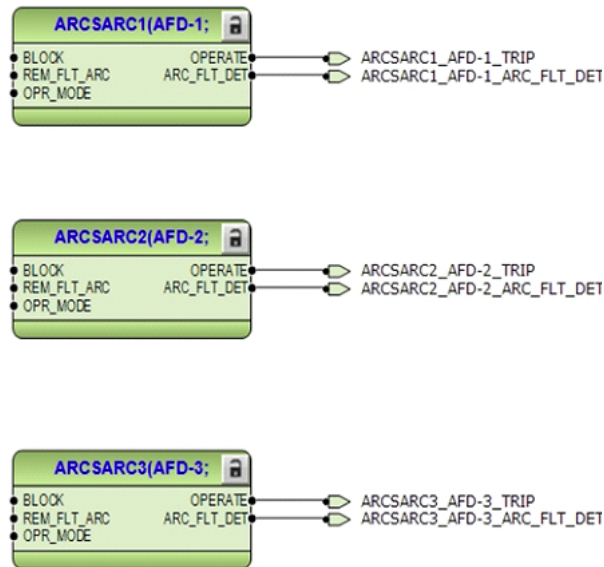 ARCSARC1(AFD-1;
BLOCK OPERATE ARCSARC1_AFD-1_TRIP
REM_FLT_ARC ARC_FLT_DET ARCSARC1_AFD-1_ARC_FLT_DET
OPR_MODE
ARCSARC2(AFD-2;
BLOCK OPERATE ARCSARC2_AFD-2_TRIP
REM_FLT_ARC ARC_FLT_DET ARCSARC2_AFD-2_ARC_FLT_DET
OPR_MODE
ARCSARC3(AFD-3;
BLOCK OPERATE ARCSARC3_AFD-3_TRIP
REM_FLT_ARC ARC_FLT_DET ARCSARC3_AFD-3_ARC_FLT_DET
OPR_MODE